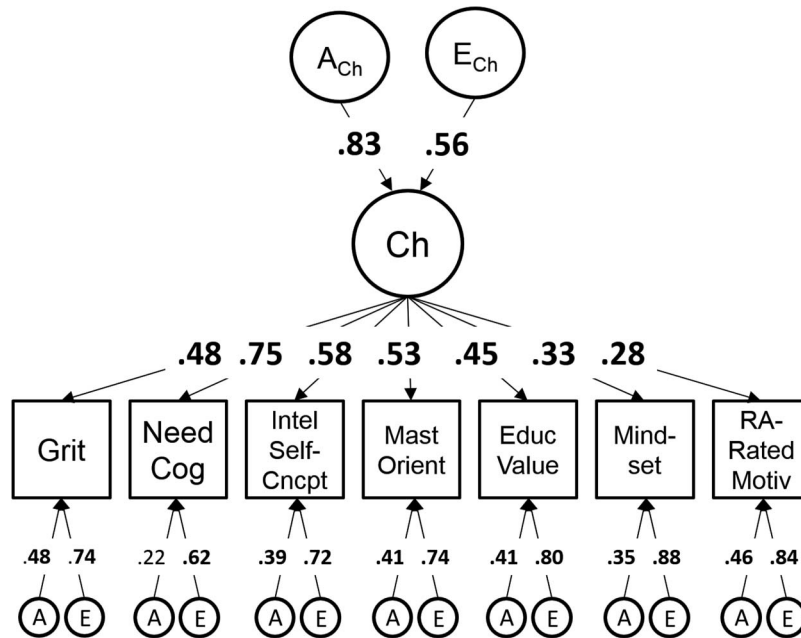 A_Ch E_Ch
.83 .56
Ch
.48 .75 .58 .53 .45 .33 .28
Grit
Need
Cog
Intel
Self-
Cncpt
Mast
Orient
Educ
Value
Mind-
set
RA-
Rated
Motiv
.48 .74 .22 .62 .39 .72 .41 .74 .41 .80 .35 .88 .46 .84
A E A E A E A E A E A E A E